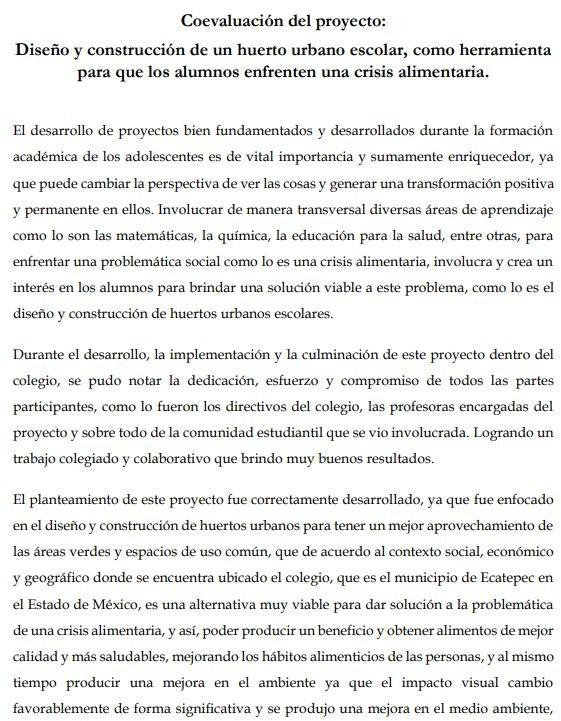 Coevaluación del proyecto:
Diseño y construcción de un huerto urbano escolar, como herramienta
para que los alumnos enfrenten una crisis alimentaria.
El desarrollo de proyectos bien fundamentados y desarrollados durante la formación
académica de los adolescentes es de vital importancia y sumamente enriquecedor, ya
que puede cambiar la perspectiva de ver las cosas y generar una transformación positiva
y permanente en ellos. Involucrar de manera transversal diversas áreas de aprendizaje
como lo son las matemáticas, la química, la educación para la salud, entre otras, para
enfrentar una problemática social como lo es una crisis alimentaria, involucra y crea un
interés en los alumnos para brindar una solución viable a este problema, como lo es el
diseño y construcción de huertos urbanos escolares.
Durante el desarrollo, la implementación y la culminación de este proyecto dentro del
colegio, se pudo notar la dedicación, esfuerzo y compromiso de todos las partes
participantes, como lo fueron los directivos del colegio, las profesoras encargadas del
proyecto y sobre todo de la comunidad estudiantil que se vio involucrada. Logrando un
trabajo colegiado y colaborativo que brindo muy buenos resultados.
El planteamiento de este proyecto fue correctamente desarrollado, ya que fue enfocado
en el diseño y construcción de huertos urbanos para tener un mejor aprovechamiento de
las áreas verdes y espacios de uso común, que de acuerdo al contexto social, económico
y geográfico donde se encuentra ubicado el colegio, que es el municipio de Ecatepec en
el Estado de México, es una alternativa muy viable para dar solución a la problemática
de una crisis alimentaria, y así, poder producir un beneficio y obtener alimentos de mejor
calidad y más saludables, mejorando los hábitos alimenticios de las personas, y al mismo
tiempo producir una mejora en el ambiente ya que el impacto visual cambio
favorablemente de forma significativa y se produjo una mejora en el medio ambiente,